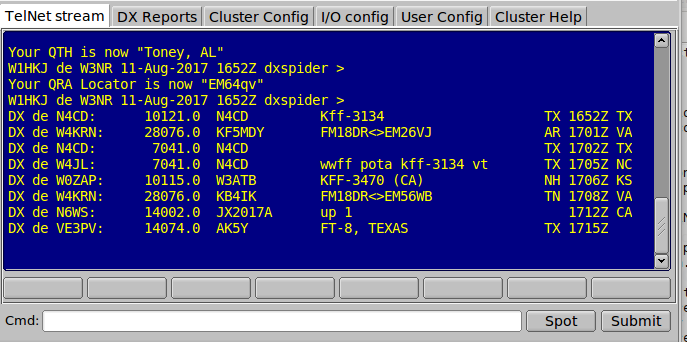 TelNet stream DX Reports Cluster Config I/O config User Config Cluster Help
Your QTH is now "Toney, AL"
W1HKJ de W3NR 11-Aug-2017 1652Z dxspider >
Your QRA Locator is now "EM64qv"
W1HKJ de W3NR 11-Aug-2017 1652Z dxspider >
DX de N4CD: 10121.0 N4CD Kff-3134 TX 1652Z TX
DX de W4KRN: 28076.0 KF5MDY FM18DR<>EM26VJ AR 1701Z VA
DX de N4CD: 7041.0 N4CD TX 1702Z TX
DX de W4JL: 7041.0 N4CD wwff pota kff-3134 vt TX 1705Z NC
DX de W0ZAP: 10115.0 W3ATB KFF-3470 (CA) NH 1706Z KS
DX de W4KRN: 28076.0 KB4IK FM18DR<>EM56WB TN 1708Z VA
DX de N6WS: 14002.0 JX2017A up 1 1712Z CA
DX de VE3PV: 14074.0 AK5Y FT-8, TEXAS TX 1715Z
Cmd: Spot Submit